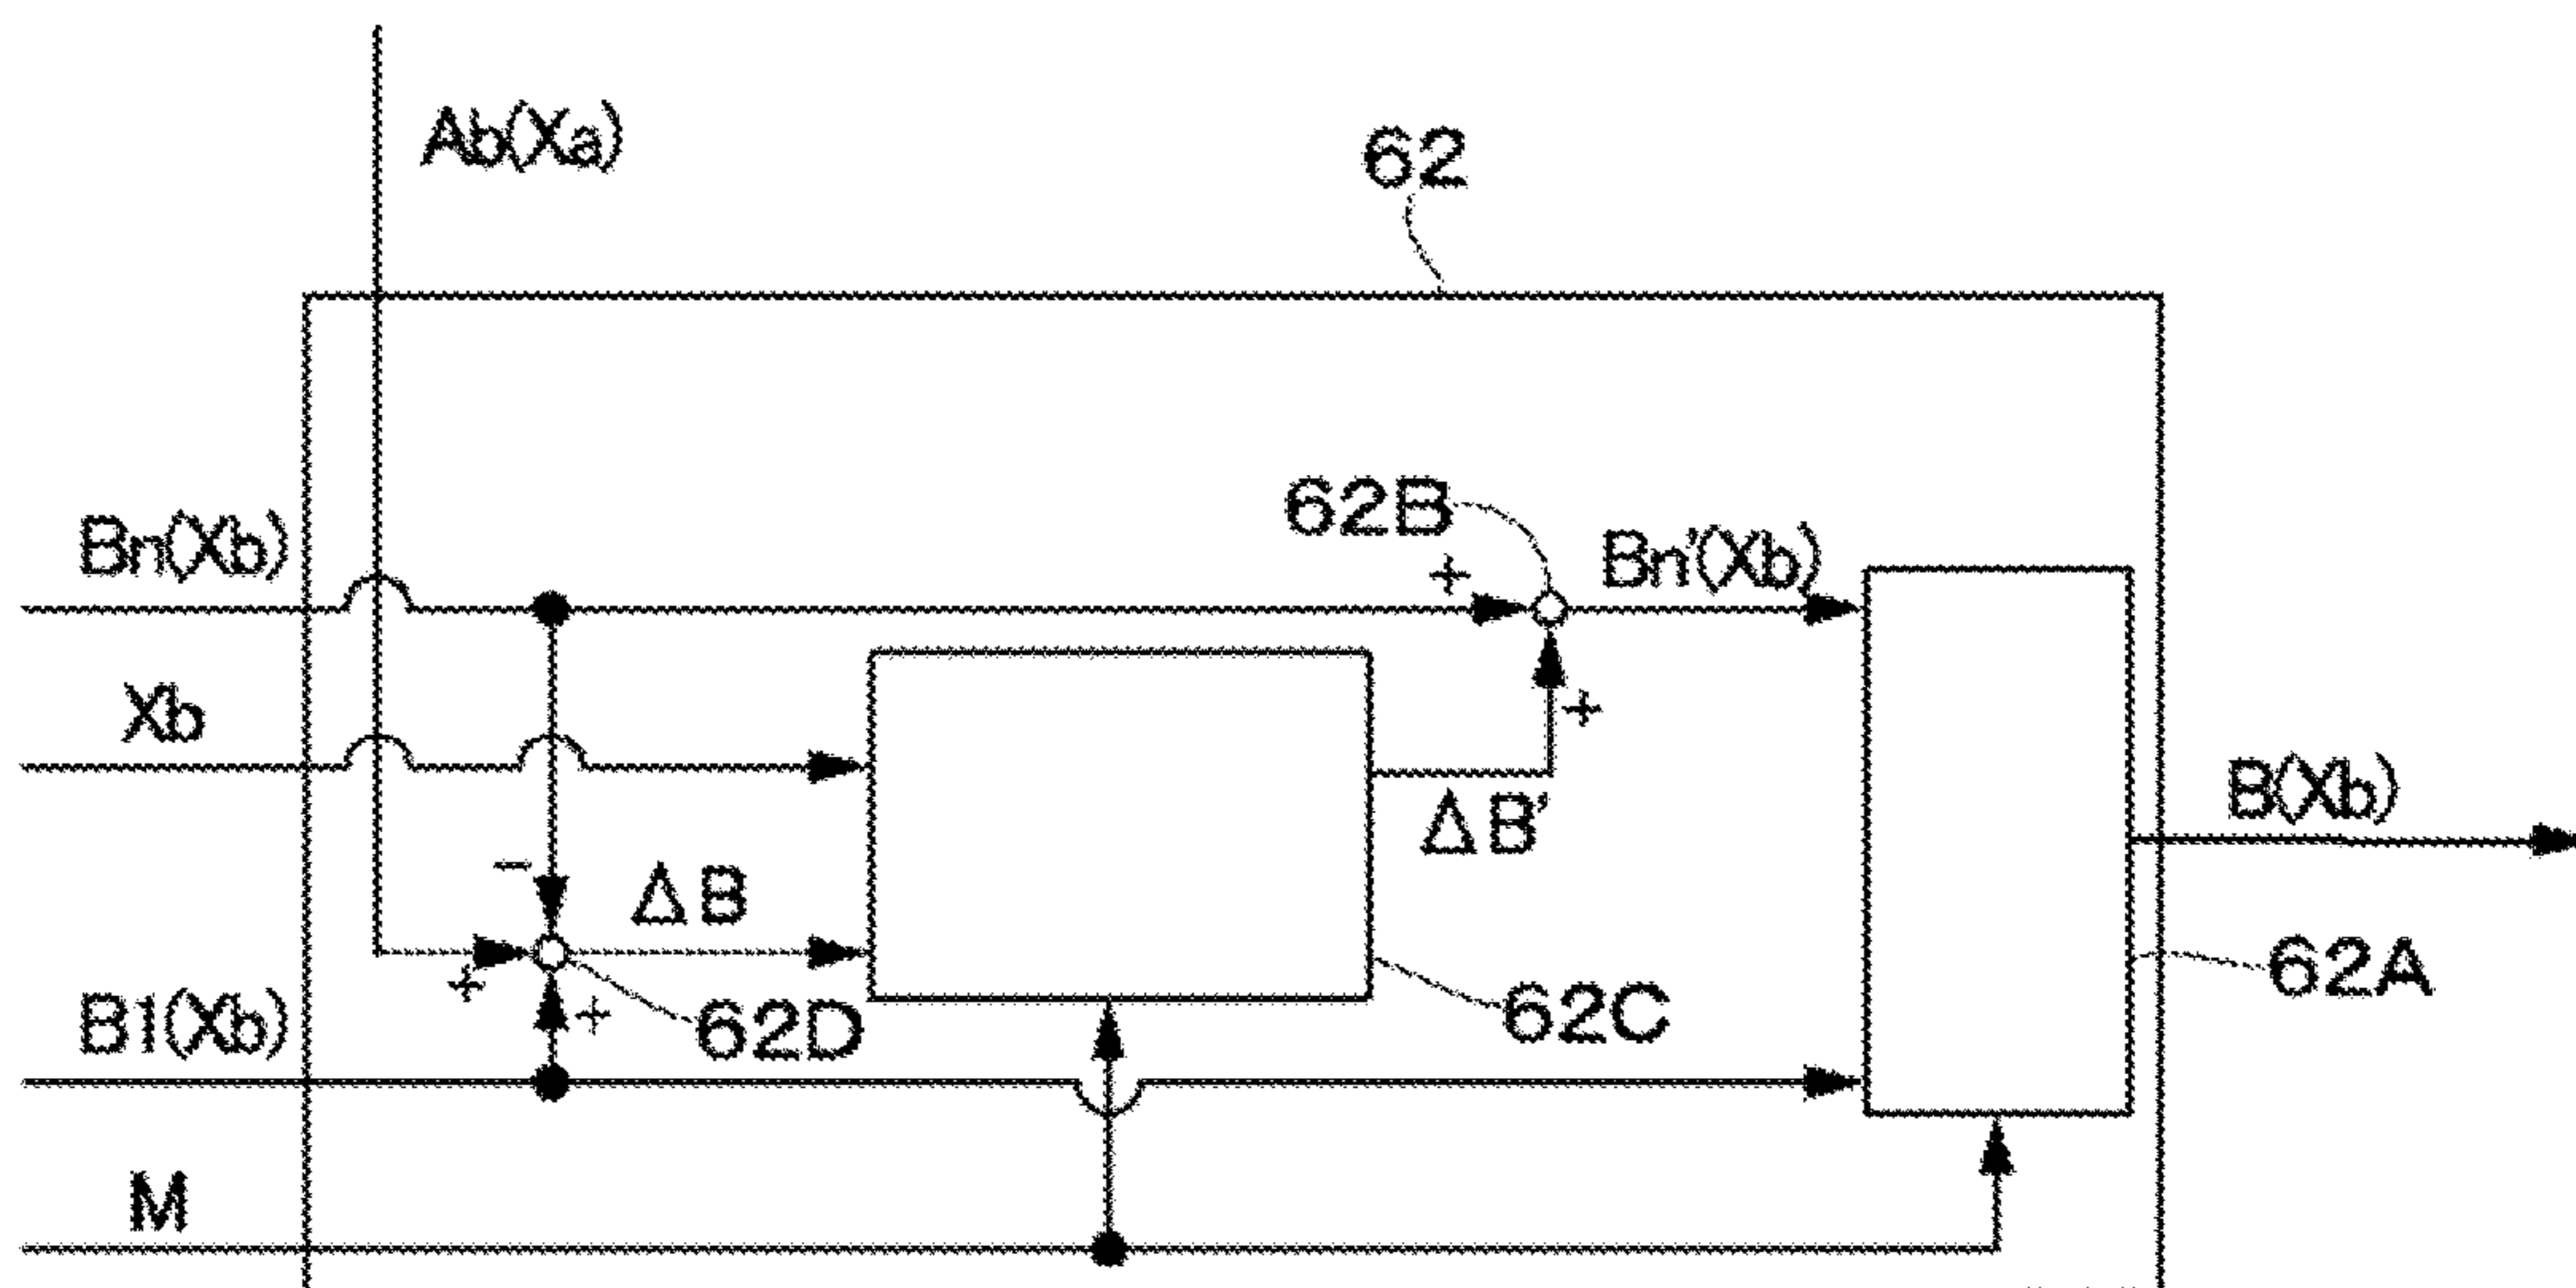 Ab(Xa)
62
Bn(Xb)
62B
+
Bn'(Xb)
Xb
+
B(Xb)
ΔB'
-
ΔB
+
B1(Xb)
+
62D
62C
62A
M